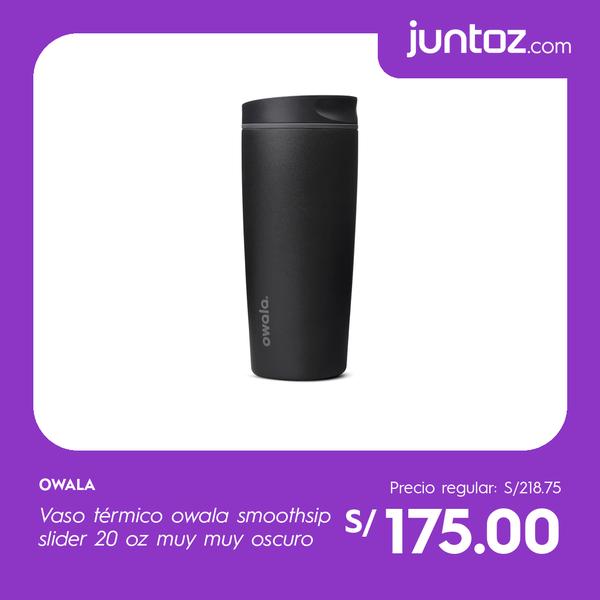 juntoz.com
owala.
OWALA
Vaso térmico owala smoothsip
slider 20 oz muy muy oscuro
Precio regular: S/218.75
S/175.00